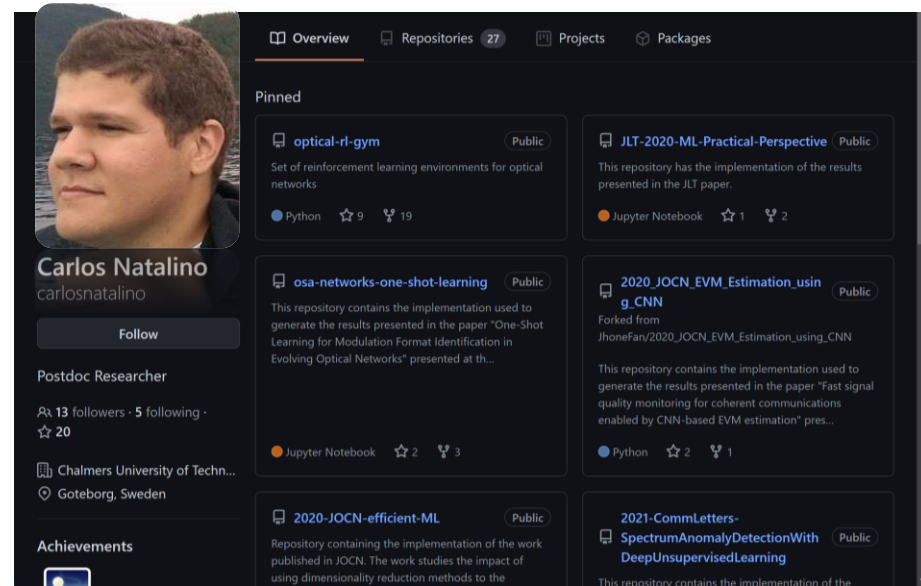 Overview
Repositories 27
Projects
Packages
Carlos Natalino
carlosnatalino
Follow
Postdoc Researcher
13 followers · 5 following ·
20
Chalmers University of Techn...
Goteborg, Sweden
Achievements
Pinned
optical-rl-gym Public
Set of reinforcement learning environments for optical
networks
Python 9 19
JLT-2020-ML-Practical-Perspective Public
This repository has the implementation of the results
presented in the JLT paper.
Jupyter Notebook 1 2
osa-networks-one-shot-learning Public
This repository contains the implementation used to
generate the results presented in the paper "One-Shot
Learning for Modulation Format Identification in
Evolving Optical Networks" presented at th...
Jupyter Notebook 2 3
2020_JOCN_EVM_Estimation_usin
g_CNN Public
Forked from
JhoneFan/2020_JOCN_EVM_Estimation_using_CNN
This repository contains the implementation used to
generate the results presented in the paper "Fast signal
quality monitoring for coherent communications
enabled by CNN-based EVM estimation" pres...
Python 2 1
2020-JOCN-efficient-ML Public
Repository containing the implementation of the work
published in JOCN. The work studies the impact of
using dimensionality reduction methods to the
2021-CommLetters-
SpectrumAnomalyDetectionWith Public
DeepUnsupervisedLearning
This repository contains the implementation of the